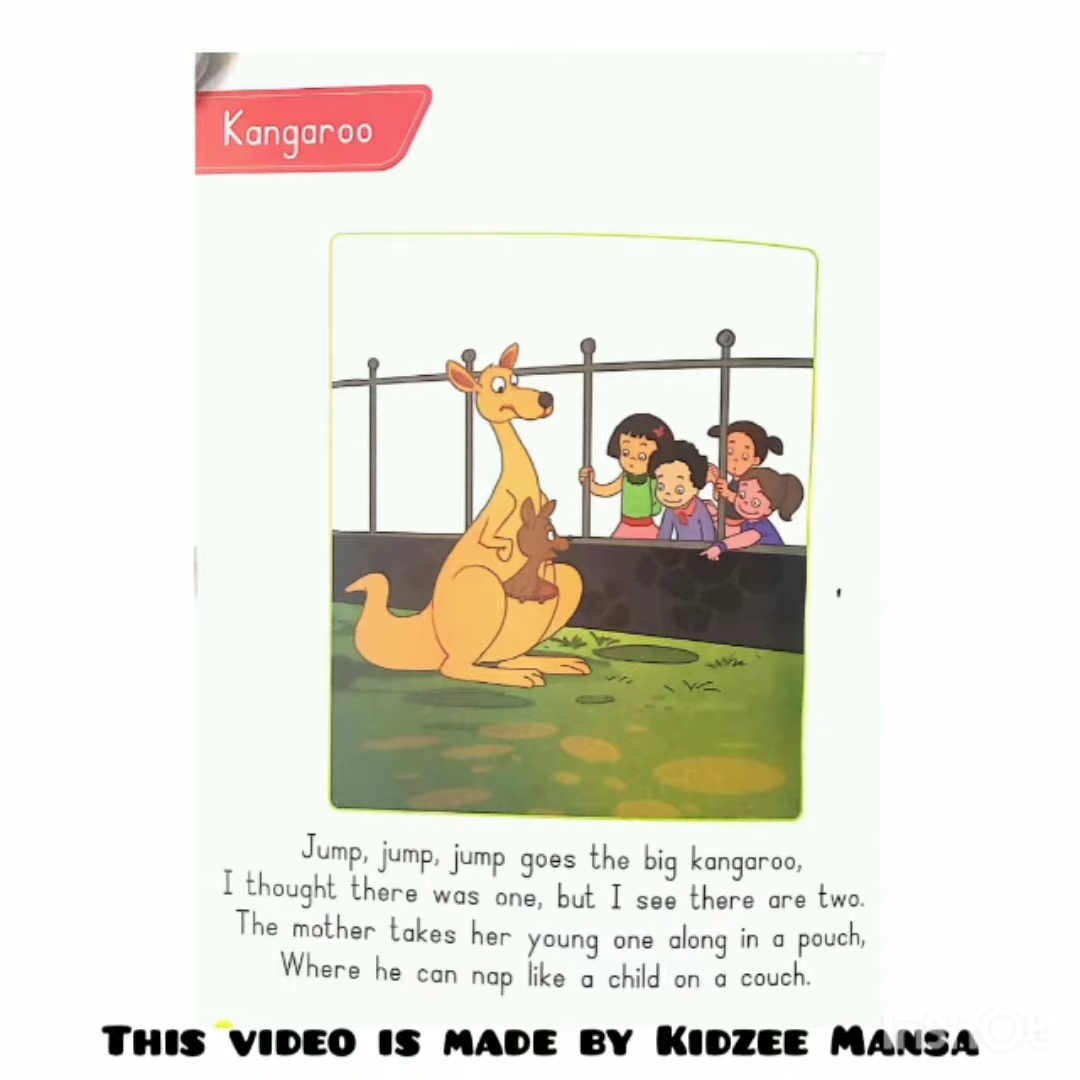 Kangaroo
Jump, jump, jump goes the big kangaroo,
I thought there was one, but I see there are two.
The mother takes her young one along in a pouch,
Where he can nap like a child on a couch.
This video is made by Kidzee Mansa
InShOt